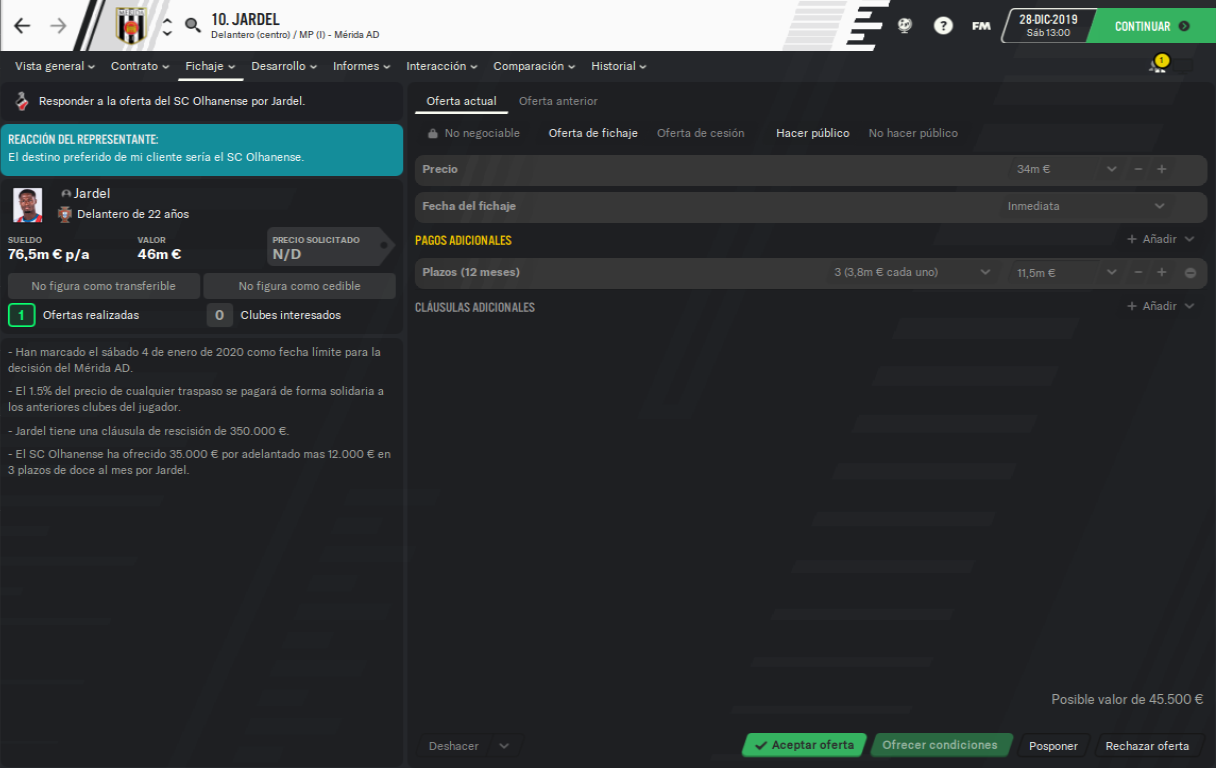 10. JARDEL
Delantero (centro) / MP (I) - Mérida AD
FM
28-DIC-2019
Sáb 13:00
CONTINUAR
Vista general
Contrato
Fichaje
Desarrollo
Informes
Interacción
Comparación
Historial
1
Responder a la oferta del SC Olhanense por Jardel.
REACCIÓN DEL REPRESENTANTE:
El destino preferido de mi cliente sería el SC Olhanense.
Jardel
Delantero de 22 años
SUELDO
76,5m € p/a
VALOR
46m €
PRECIO SOLICITADO
N/D
No figura como transferible
No figura como cedible
1 Ofertas realizadas
0 Clubes interesados
- Han marcado el sábado 4 de enero de 2020 como fecha límite para la
decisión del Mérida AD.
- El 1.5% del precio de cualquier traspaso se pagará de forma solidaria a
los anteriores clubes del jugador.
- Jardel tiene una cláusula de rescisión de 350.000 €.
- El SC Olhanense ha ofrecido 35.000 € por adelantado mas 12.000 € en
3 plazos de doce al mes por Jardel.
Oferta actual
Oferta anterior
No negociable
Oferta de fichaje
Oferta de cesión
Hacer público
No hacer público
Precio
34m €
Fecha del fichaje
Inmediata
PAGOS ADICIONALES
Añadir
Plazos (12 meses)
3 (3,8m € cada uno)
11,5m €
CLÁUSULAS ADICIONALES
Añadir
Posible valor de 45.500 €
Deshacer
Aceptar oferta
Ofrecer condiciones
Posponer
Rechazar oferta